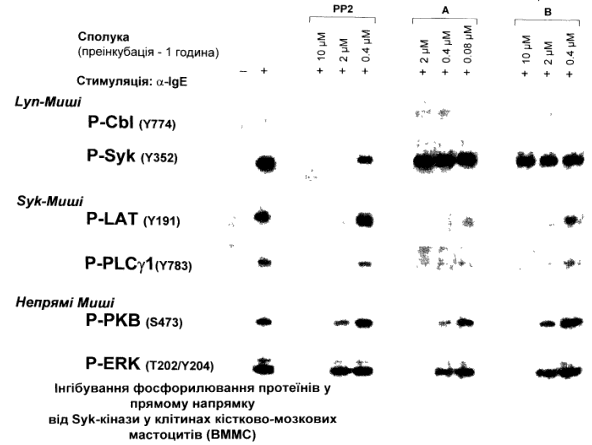 PP2 A B
Сполука
(преінкубація - 1 година)
10 μM 2 μM 0.4 μM 2 μM 0.4 μM 0.08 μM 10 μM 2 μM 0.4 μM
Стимуляція: α-IgE – + + + + + + + + + +
Lyn-Миші
P-Cbl (Y774)
P-Syk (Y352)
Syk-Миші
P-LAT (Y191)
P-PLCγ1(Y783)
Непрямі Миші
P-PKB (S473)
P-ERK (T202/Y204)
Інгібування фосфорилювання протеїнів у
прямому напрямку
від Syk-кінази у клітинах кістково-мозкових
мастоцитів (BMMC)